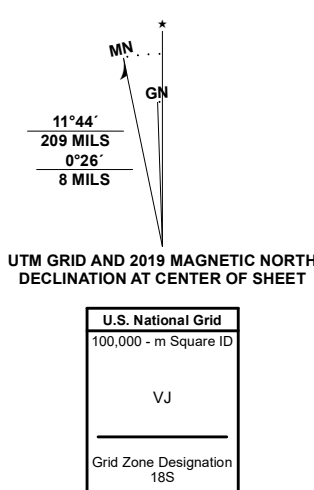 ★
MN
GN
11°44´
209 MILS
0°26´
8 MILS
UTM GRID AND 2019 MAGNETIC NORTH
DECLINATION AT CENTER OF SHEET
U.S. National Grid
100,000 - m Square ID
VJ
Grid Zone Designation
18S